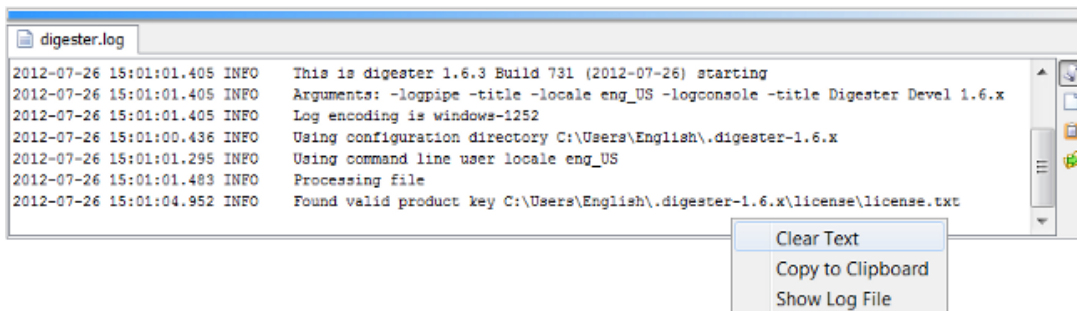 digester.log
2012-07-26 15:01:01.405 INFO This is digester 1.6.3 Build 731 (2012-07-26) starting
2012-07-26 15:01:01.405 INFO Arguments: -logpipe -title -locale eng_US -logconsole -title Digester Devel 1.6.x
2012-07-26 15:01:01.405 INFO Log encoding is windows-1252
2012-07-26 15:01:00.436 INFO Using configuration directory C:\Users\English\.digester-1.6.x
2012-07-26 15:01:01.295 INFO Using command line user locale eng_US
2012-07-26 15:01:01.483 INFO Processing file
2012-07-26 15:01:04.952 INFO Found valid product key C:\Users\English\.digester-1.6.x\license\license.txt
Clear Text
Copy to Clipboard
Show Log File